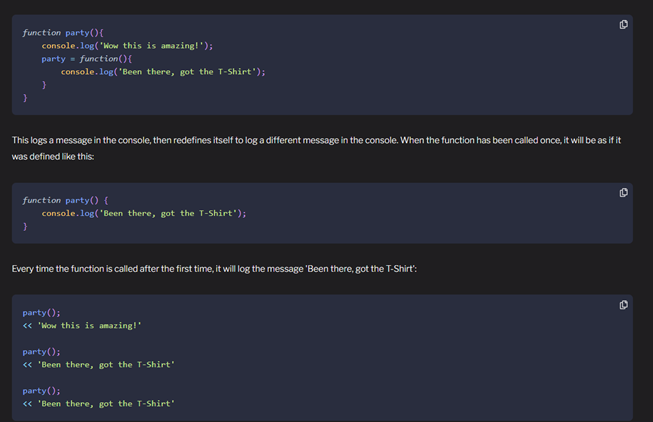 function party(){
    console.log('Wow this is amazing!');
    party = function(){
        console.log('Been there, got the T-Shirt');
    }
}
This logs a message in the console, then redefines itself to log a different message in the console. When the function has been called once, it will be as if it
was defined like this:
function party() {
    console.log('Been there, got the T-Shirt');
}
Every time the function is called after the first time, it will log the message 'Been there, got the T-Shirt':
party();
<< 'Wow this is amazing!'
party();
<< 'Been there, got the T-Shirt'
party();
<< 'Been there, got the T-Shirt'